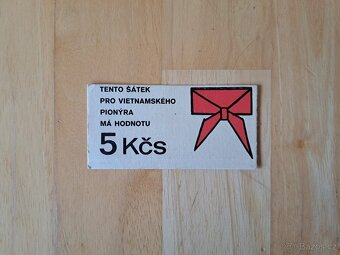 TENTO ŠÁTEK
PRO VIETNAMSKÉHO
PIONÝRA
MÁ HODNOTU
5 Kčs